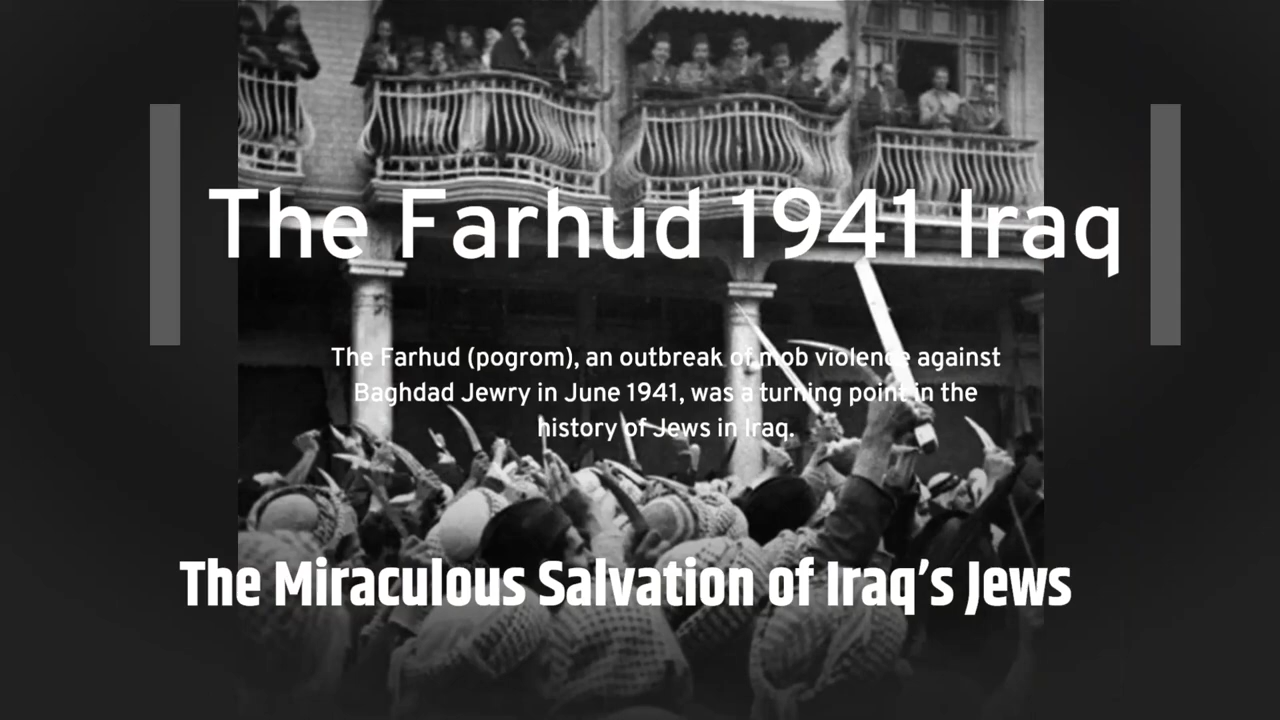 The Farhud 1941 Iraq
The Farhud (pogrom), an outbreak of mob violence against
Baghdad Jewry in June 1941, was a turning point in the
history of Jews in Iraq.
The Miraculous Salvation of Iraq’s Jews